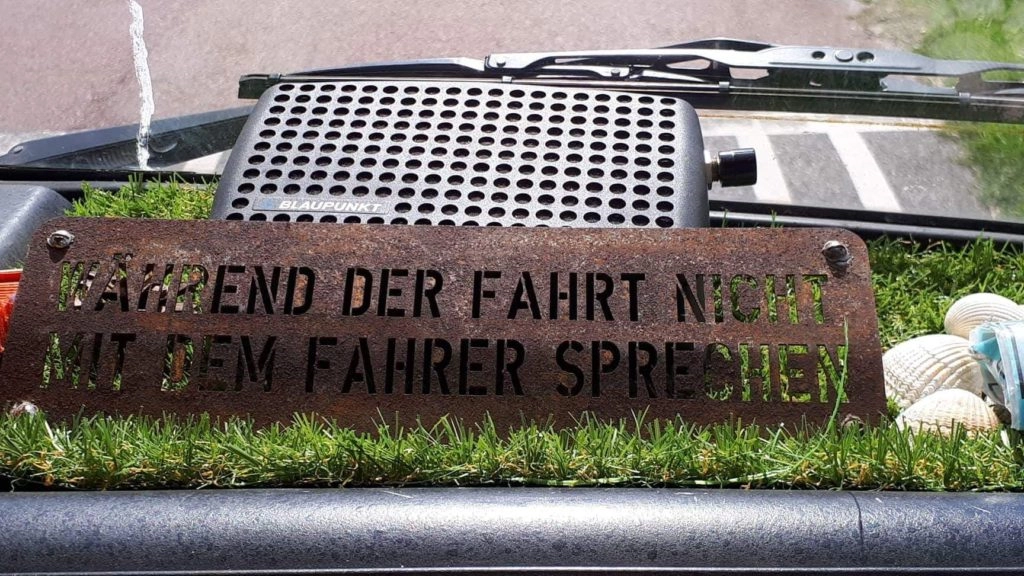 BLAUPUNKT
WÄHREND DER FAHRT NICHT
MIT DEM FAHRER SPRECHEN